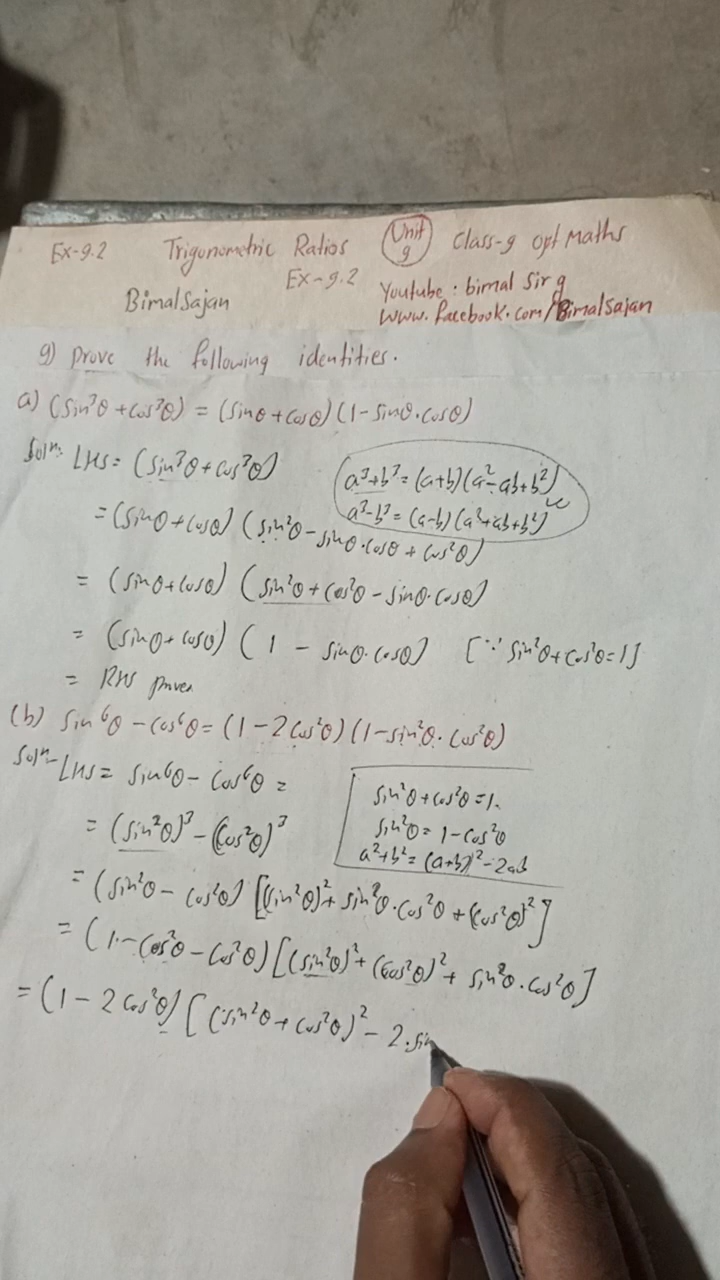 Ex-9.2 Trigonometric Ratios Unit 9 Class-9 opt Maths
Ex-9.2
BimalSajan Youtube: bimal Sir 9
www.facebook.com/BimalSajan
9) prove the following identities.
a) (sin³θ + cos³θ) = (sinθ + cosθ) (1 - sinθ.cosθ)
Solⁿ: LHS = (sin³θ + cos³θ)
a³+b³ = (a+b)(a²-ab+b²)
a³-b³ = (a-b)(a²+ab+b²)
= (sinθ + cosθ) (sin²θ - sinθ.cosθ + cos²θ)
= (sinθ + cosθ) (sin²θ + cos²θ - sinθ.cosθ)
= (sinθ + cosθ) (1 - sinθ.cosθ) [∵ sin²θ + cos²θ = 1]
= RHS proven
(b) sin⁶θ - cos⁶θ = (1 - 2cos²θ) (1 - sin²θ.cos²θ)
Solⁿ- LHS = sin⁶θ - cos⁶θ =
sin²θ + cos²θ = 1.
sin²θ = 1 - cos²θ
a²+b² = (a+b)² - 2ab
= (sin²θ)³ - (cos²θ)³
= (sin²θ - cos²θ) [(sin²θ)² + sin²θ.cos²θ + (cos²θ)²]
= (1 - cos²θ - cos²θ) [(sin²θ)² + (cos²θ)² + sin²θ.cos²θ]
= (1 - 2cos²θ) [(sin²θ + cos²θ)² - 2.sin